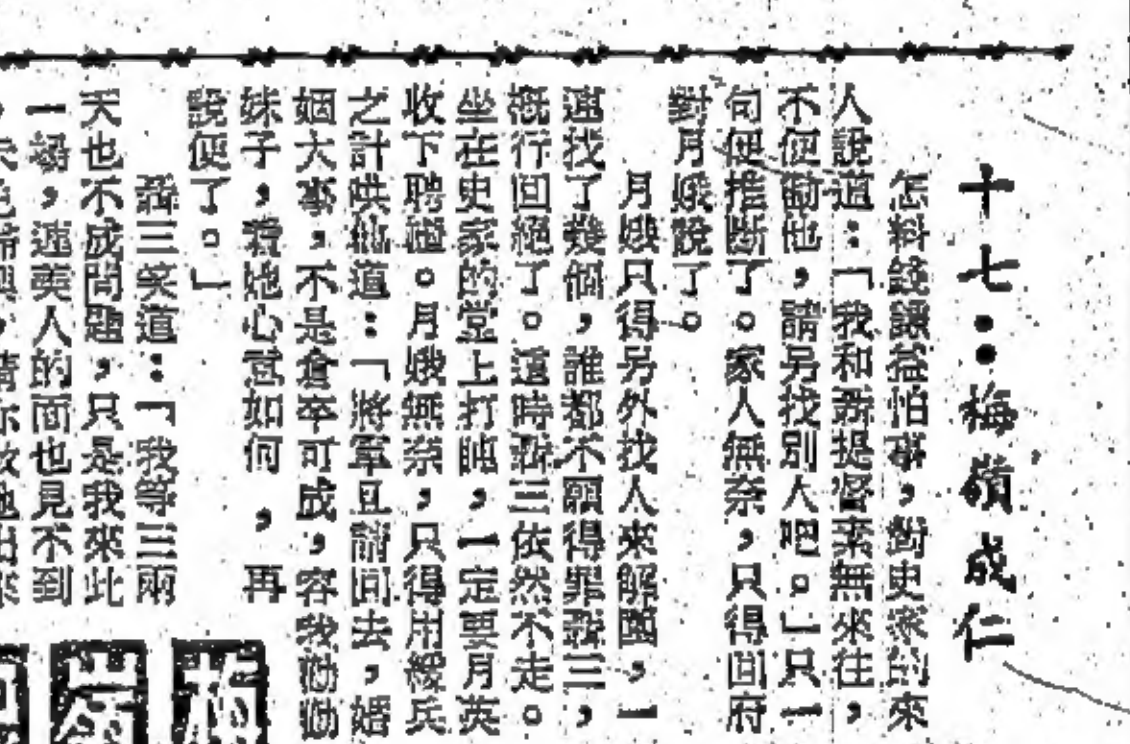 十七••梅嶺成仁
怎料錢謙益怕事,對史家的來
人說道:「我和提督素無來往,
不便勸他,請另找別人吧。」只一
句便推斷了。家人無奈,只得回府
對月娥說了。
月娥只得另外找人來解圍,一
連找了幾個,誰都不願得罪三,
概行回絕了。這時三依然不走。
坐在史家的堂上打盹,一定要月英
收下聘禮。月娥無奈,只得用緩兵
之計哄他道:「將軍且請回去,婚
姻大事,不是倉卒可成,容我勸勸
妹子,看她心意如何,再
說便了。」
三笑道:「我等三兩
天也不成問題,只是我來此
一場,連美人的面也見不到
梅
嶺